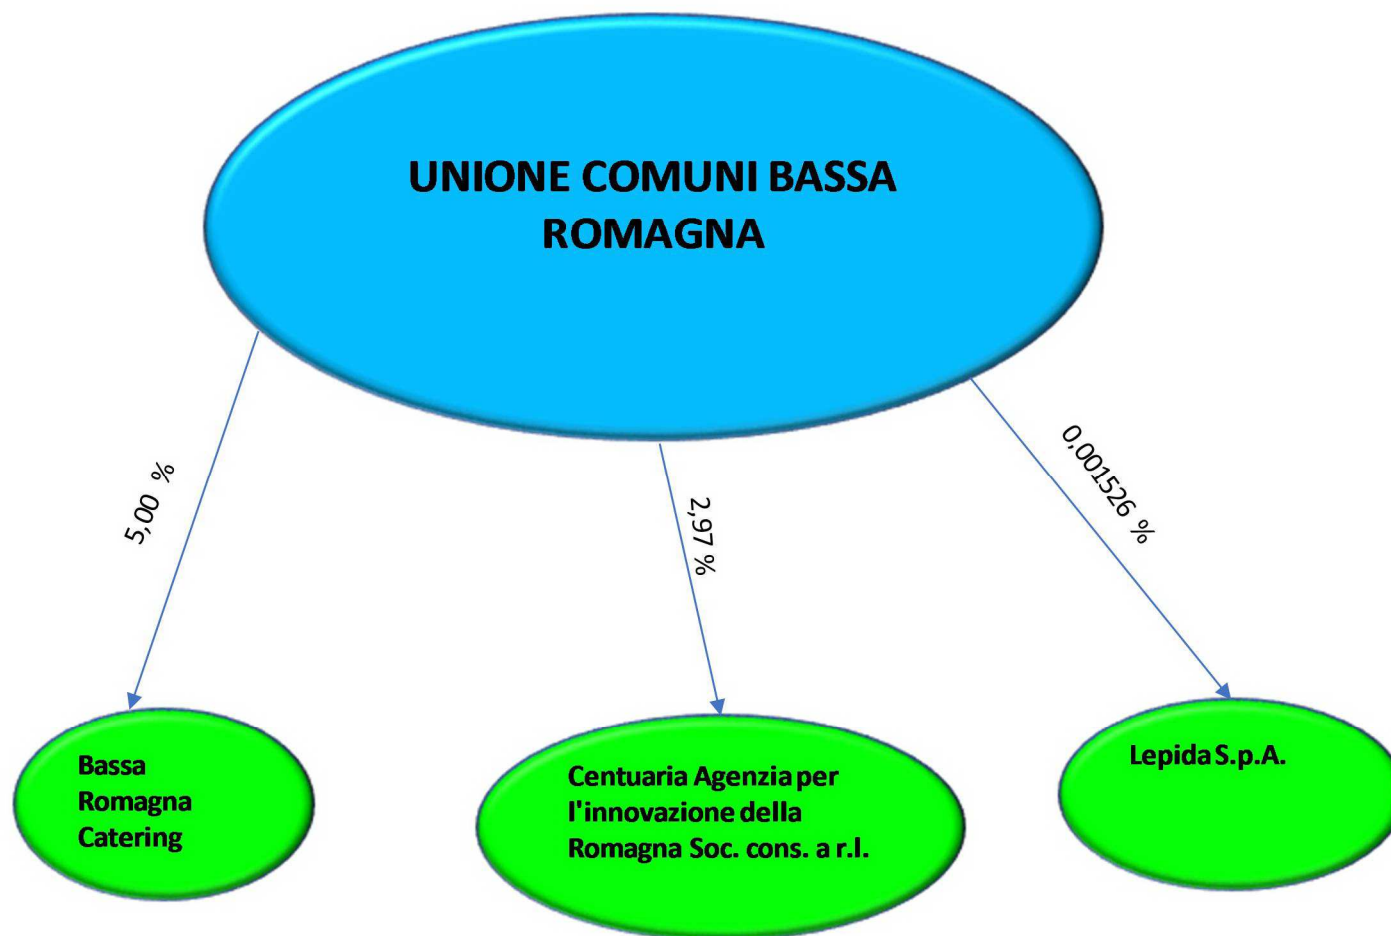 UNIONE COMUNI BASSA
ROMAGNA
5,00 %
2,97 %
0,001526 %
Bassa
Romagna
Catering
Centuaria Agenzia per
l'innovazione della
Romagna Soc. cons. a r.l.
Lepida S.p.A.